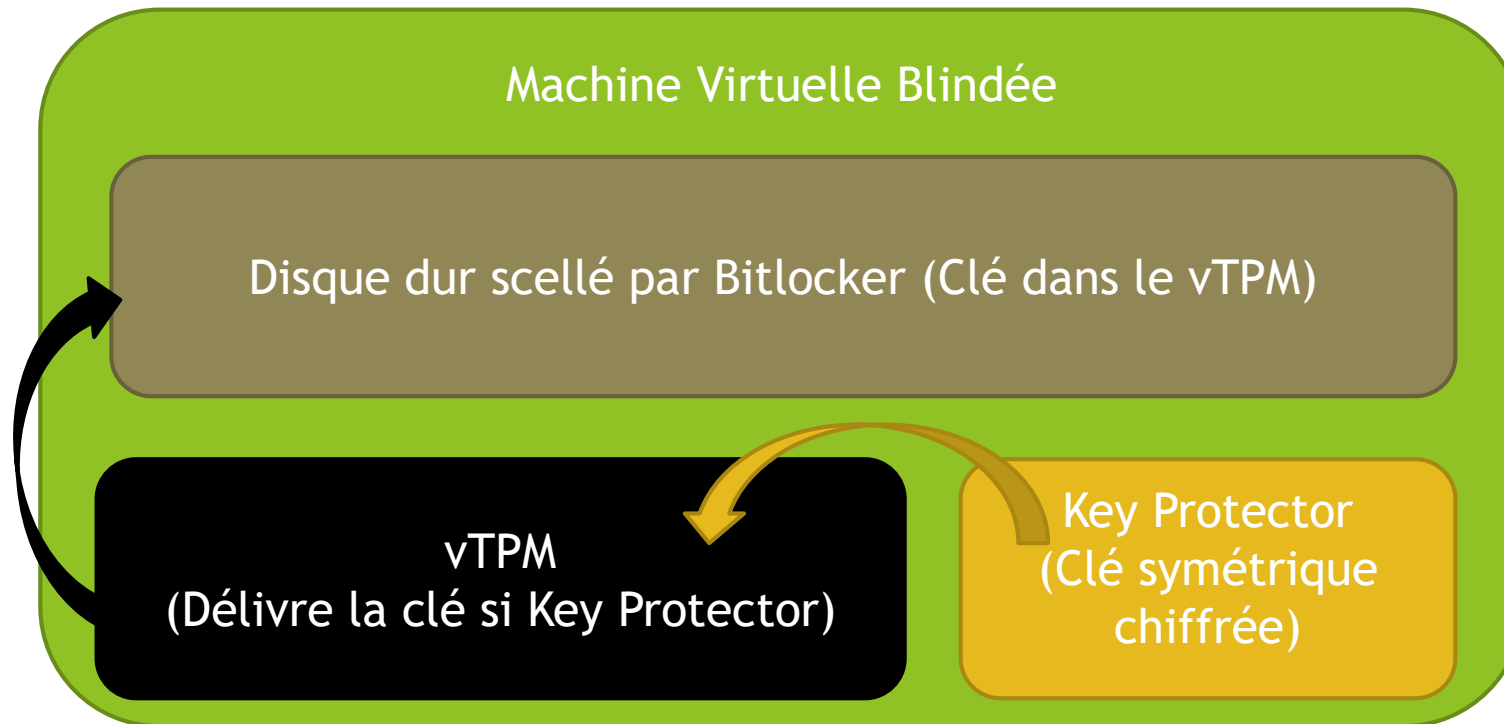 Machine Virtuelle Blindée
Disque dur scellé par Bitlocker (Clé dans le vTPM)
vTPM
(Délivre la clé si Key Protector)
Key Protector
(Clé symétrique
chiffrée)